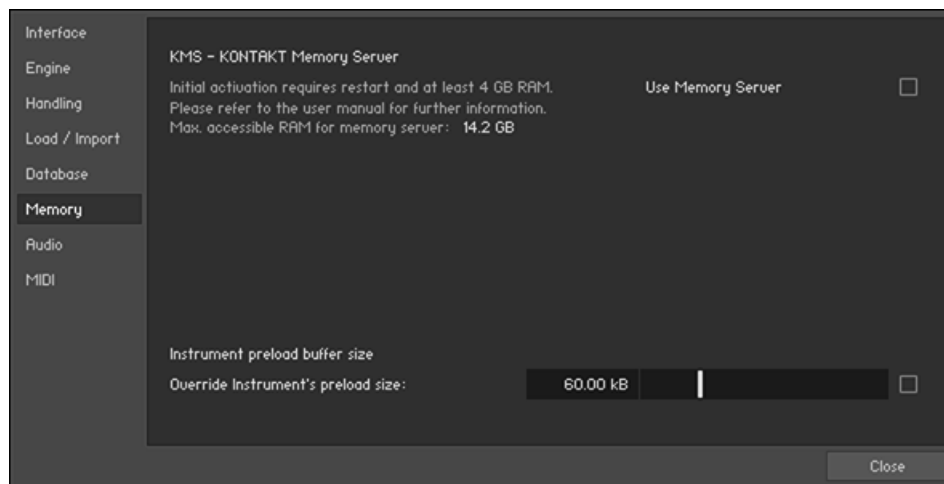 Interface
Engine
Handling
Load / Import
Database
Memory
Audio
MIDI
KMS - KONTAKT Memory Server
Initial activation requires restart and at least 4 GB RAM.
Please refer to the user manual for further information.
Max. accessible RAM for memory server: 14.2 GB
Use Memory Server
Instrument preload buffer size
Override Instrument's preload size: 60.00 kB
Close